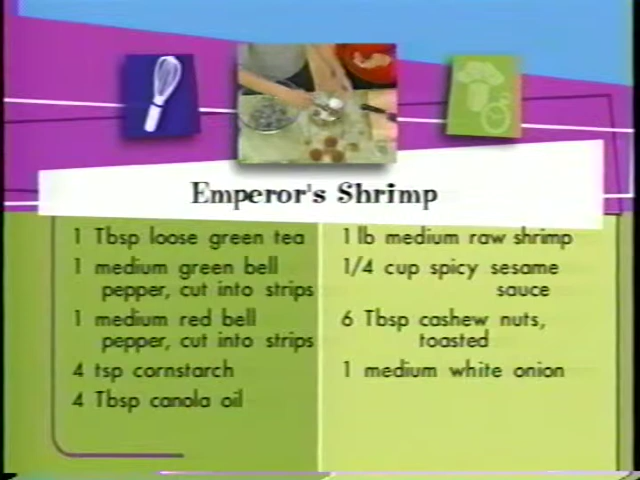 Emperor's Shrimp
1 Tbsp loose green tea
1 medium green bell
pepper, cut into strips
1 medium red bell
pepper, cut into strips
4 tsp cornstarch
4 Tbsp canola oil
1 lb medium raw shrimp
1/4 cup spicy sesame
sauce
6 Tbsp cashew nuts,
toasted
1 medium white onion